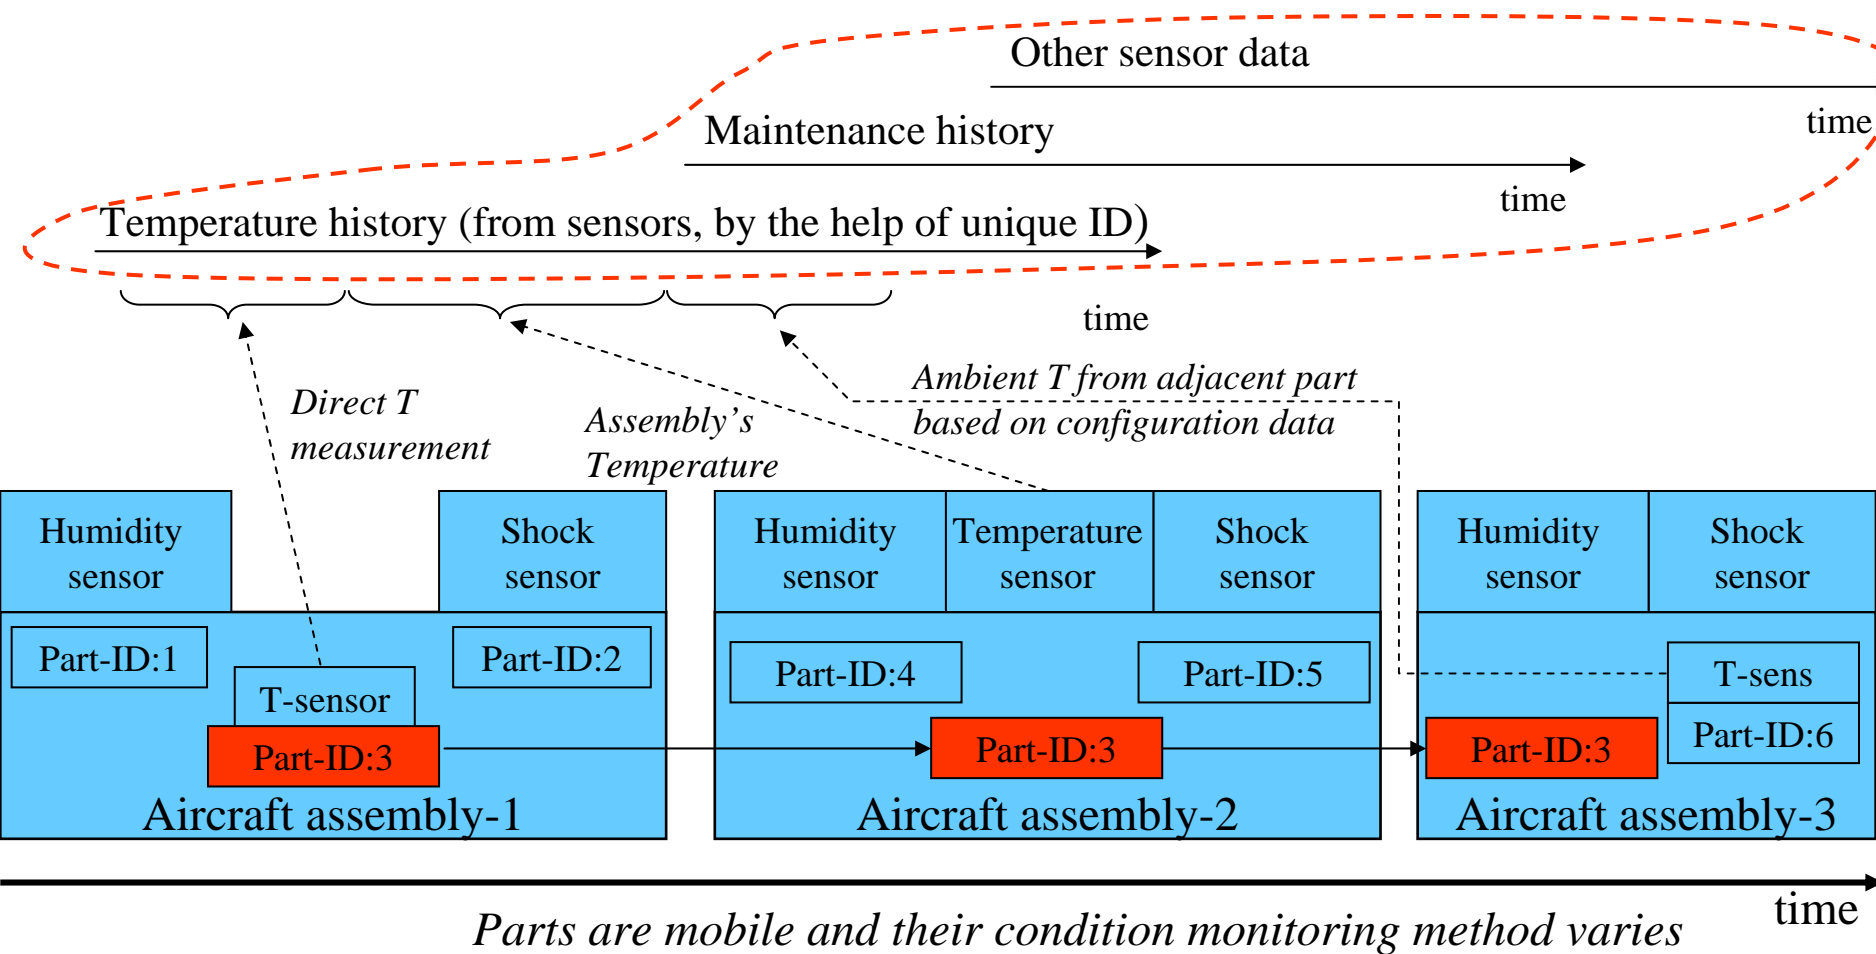 Other sensor data
time
Maintenance history
time
Temperature history (from sensors, by the help of unique ID)
time
Direct T
measurement
Assembly's
Temperature
Ambient T from adjacent part
based on configuration data
Humidity
sensor
Shock
sensor
Part-ID:1
Part-ID:2
T-sensor
Part-ID:3
Aircraft assembly-1
Humidity
sensor
Temperature
sensor
Shock
sensor
Part-ID:4
Part-ID:5
Part-ID:3
Aircraft assembly-2
Humidity
sensor
Shock
sensor
T-sens
Part-ID:6
Part-ID:3
Aircraft assembly-3
time
Parts are mobile and their condition monitoring method varies